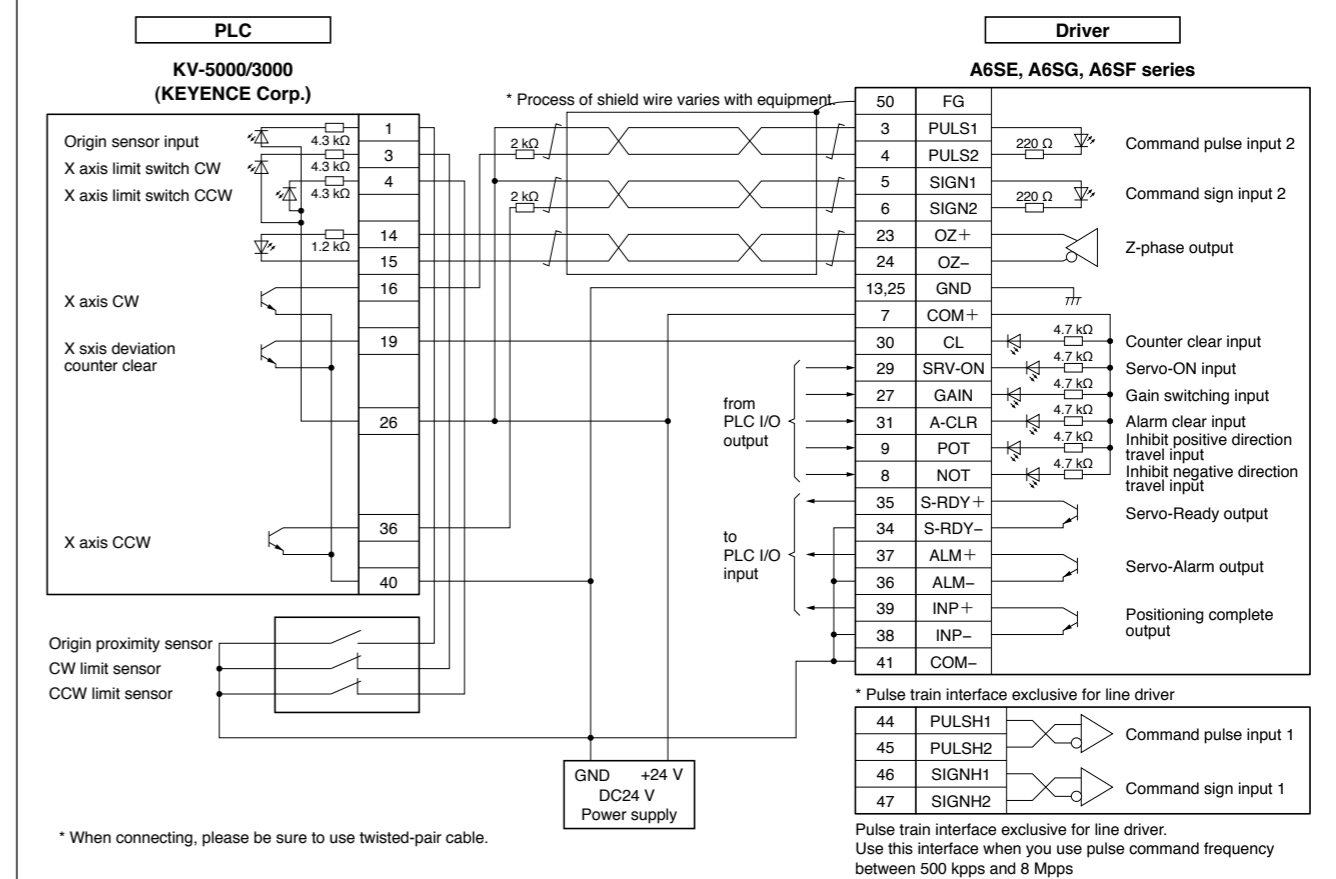 PLC
Driver
KV-5000/3000
(KEYENCE Corp.)
A6SE, A6SG, A6SF series
* Process of shield wire varies with equipment.
Origin sensor input
4.3 kΩ
1
X axis limit switch CW
4.3 kΩ
3
X axis limit switch CCW
4.3 kΩ
4
1.2 kΩ
14
15
X axis CW
16
X sxis deviation
counter clear
19
26
X axis CCW
36
40
2 kΩ
2 kΩ
Origin proximity sensor
CW limit sensor
CCW limit sensor
GND +24 V
DC24 V
Power supply
* When connecting, please be sure to use twisted-pair cable.
from
PLC I/O
output
to
PLC I/O
input
50 FG
3 PULS1
4 PULS2
220 Ω
Command pulse input 2
5 SIGN1
6 SIGN2
220 Ω
Command sign input 2
23 OZ+
24 OZ−
Z-phase output
13,25 GND
7 COM+
30 CL
4.7 kΩ
Counter clear input
29 SRV-ON
4.7 kΩ
Servo-ON input
27 GAIN
4.7 kΩ
Gain switching input
31 A-CLR
4.7 kΩ
Alarm clear input
9 POT
4.7 kΩ
Inhibit positive direction
travel input
8 NOT
4.7 kΩ
Inhibit negative direction
travel input
35 S-RDY+
34 S-RDY−
Servo-Ready output
37 ALM+
36 ALM−
Servo-Alarm output
39 INP+
38 INP−
Positioning complete
output
41 COM−
* Pulse train interface exclusive for line driver
44 PULSH1
45 PULSH2
Command pulse input 1
46 SIGNH1
47 SIGNH2
Command sign input 1
Pulse train interface exclusive for line driver.
Use this interface when you use pulse command frequency
between 500 kpps and 8 Mpps